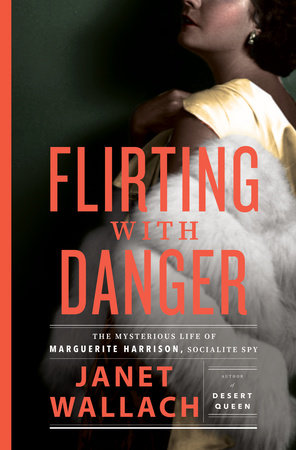 FLIRTING
WITH
DANGER
THE MYSTERIOUS LIFE OF
MARGUERITE HARRISON, SOCIALITE SPY
JANET
WALLACH
AUTHOR
of
DESERT
QUEEN